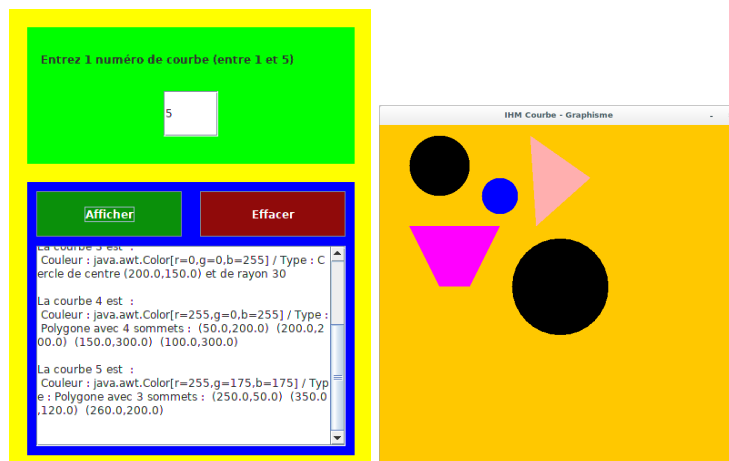 Entrez 1 numéro de courbe (entre 1 et 5)
5
Afficher
Effacer
La courbe 3 est :
Couleur : java.awt.Color[r=0,g=0,b=255] / Type : C
ercle de centre (200.0,150.0) et de rayon 30
La courbe 4 est :
Couleur : java.awt.Color[r=255,g=0,b=255] / Type :
Polygone avec 4 sommets : (50.0,200.0) (200.0,2
00.0) (150.0,300.0) (100.0,300.0)
La courbe 5 est :
Couleur : java.awt.Color[r=255,g=175,b=175] / Typ
e : Polygone avec 3 sommets : (250.0,50.0) (350.0
,120.0) (260.0,200.0)
IHM Courbe - Graphisme
-